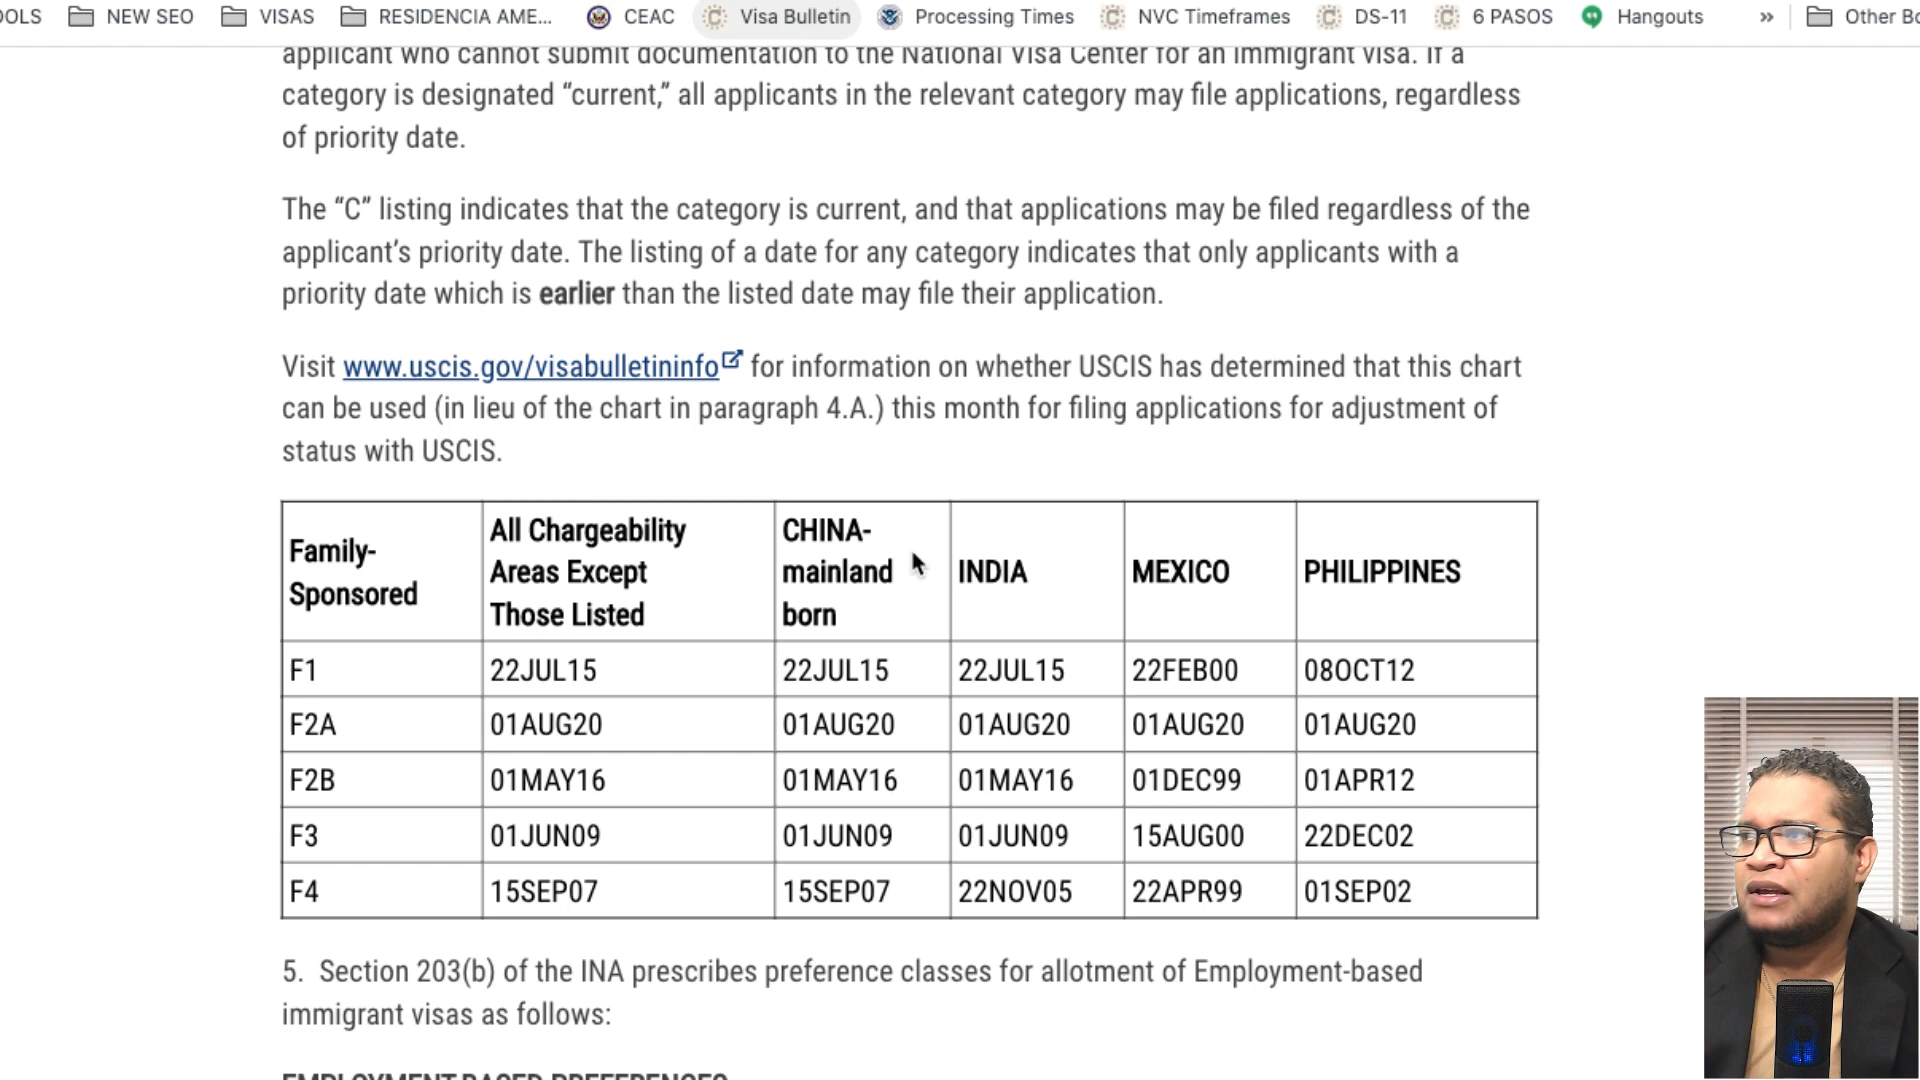 OLS NEW SEO VISAS RESIDENCIA AME... CEAC Visa Bulletin Processing Times NVC Timeframes DS-11 6 PASOS Hangouts » Other Bo
applicant who cannot submit documentation to the National Visa Center for an immigrant visa. If a
category is designated “current,” all applicants in the relevant category may file applications, regardless
of priority date.
The “C” listing indicates that the category is current, and that applications may be filed regardless of the
applicant’s priority date. The listing of a date for any category indicates that only applicants with a
priority date which is earlier than the listed date may file their application.
Visit www.uscis.gov/visabulletininfo for information on whether USCIS has determined that this chart
can be used (in lieu of the chart in paragraph 4.A.) this month for filing applications for adjustment of
status with USCIS.
Family-
Sponsored
All Chargeability
Areas Except
Those Listed
CHINA-
mainland
born
INDIA
MEXICO
PHILIPPINES
F1 22JUL15 22JUL15 22JUL15 22FEB00 08OCT12
F2A 01AUG20 01AUG20 01AUG20 01AUG20 01AUG20
F2B 01MAY16 01MAY16 01MAY16 01DEC99 01APR12
F3 01JUN09 01JUN09 01JUN09 15AUG00 22DEC02
F4 15SEP07 15SEP07 22NOV05 22APR99 01SEP02
5. Section 203(b) of the INA prescribes preference classes for allotment of Employment-based
immigrant visas as follows:
EMPLOYMENT-BASED PREFERENCES